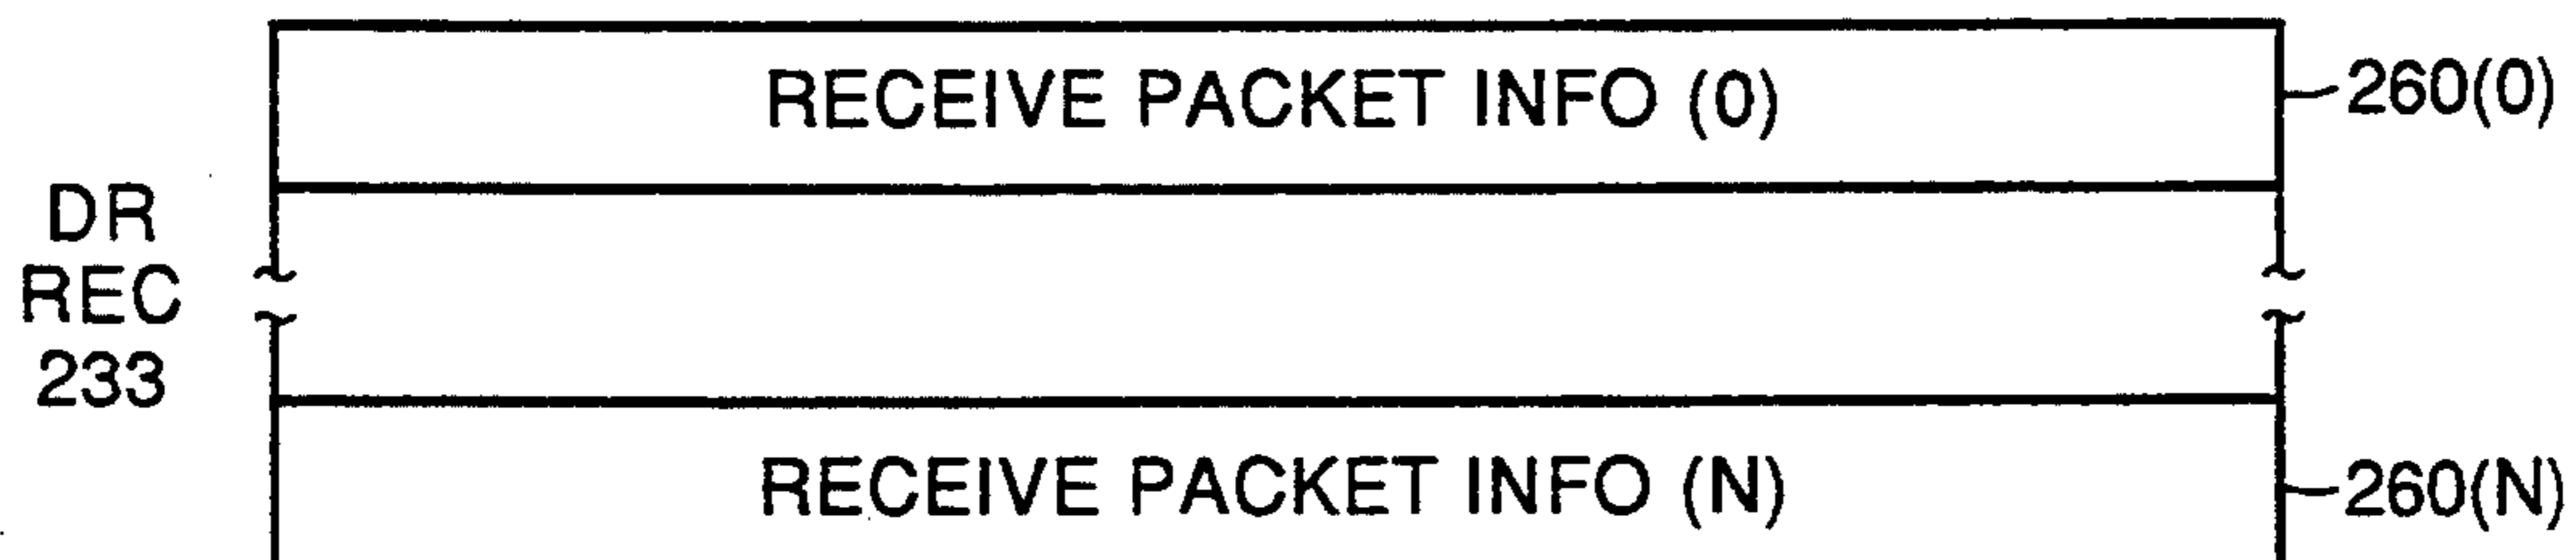 RECEIVE PACKET INFO (0)
260(0)
DR
REC
233
RECEIVE PACKET INFO (N)
260(N)